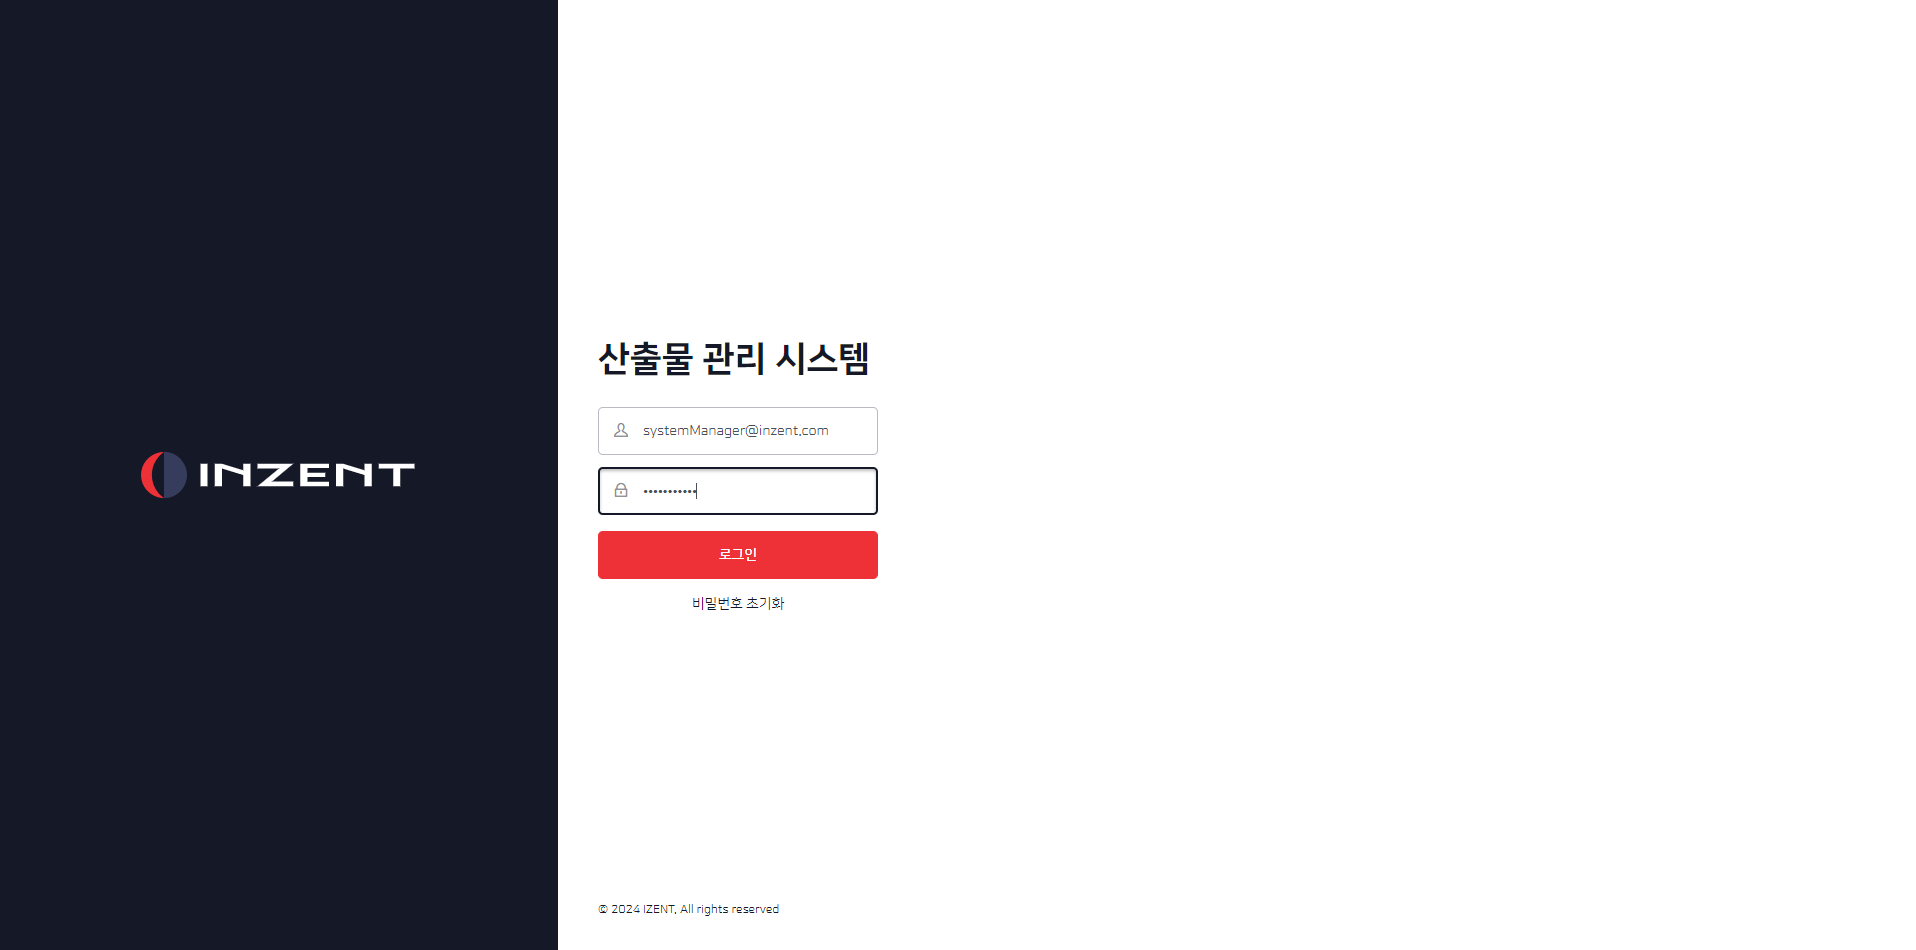 INZENT
산출물 관리 시스템
systemManager@inzent.com
•••••••••••
로그인
비밀번호 초기화
© 2024 IZENT, All rights reserved